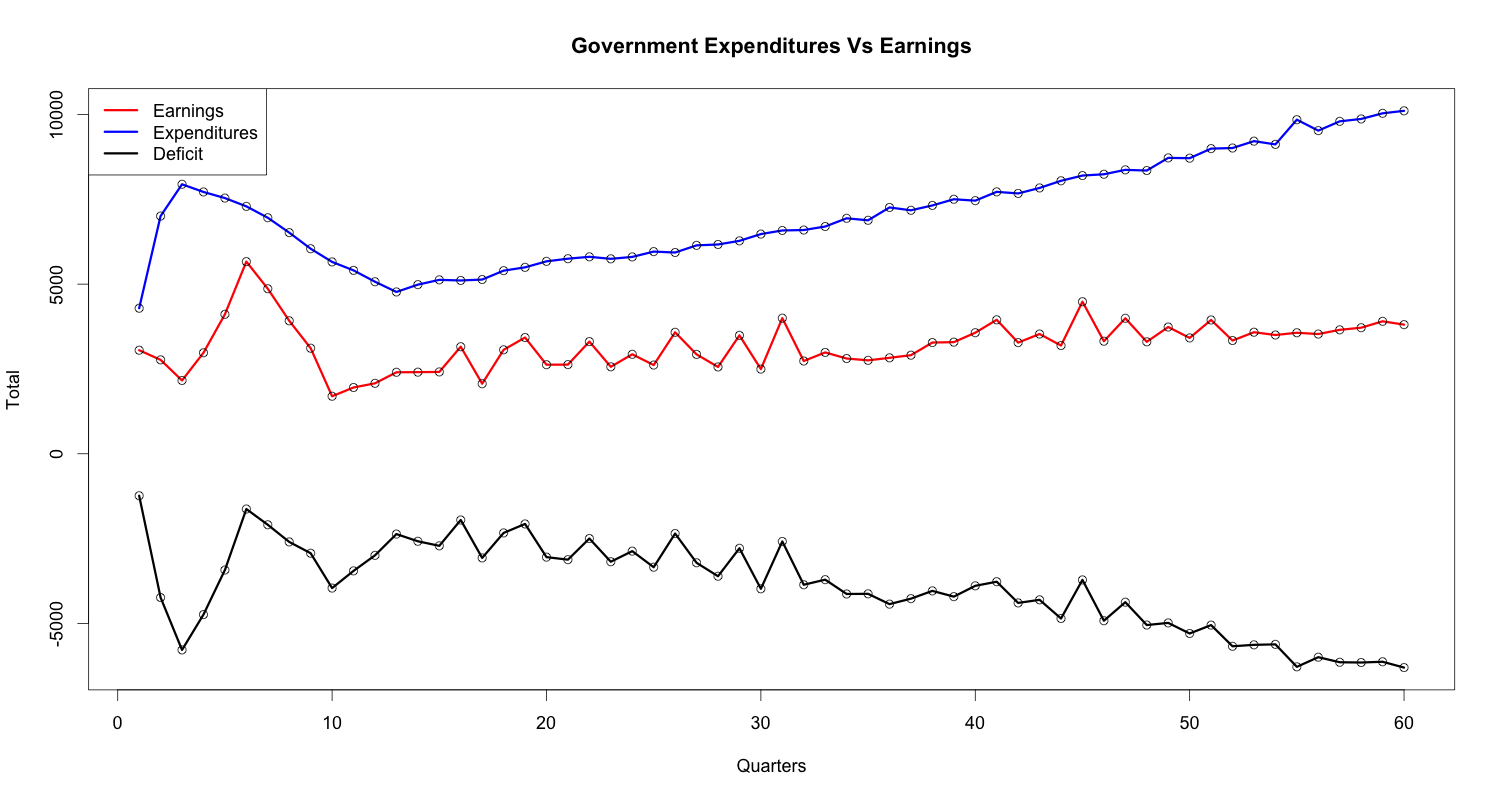 Government Expenditures Vs Earnings
Earnings
Expenditures
Deficit
10000
5000
0
-5000
Total
0 10 20 30 40 50 60
Quarters